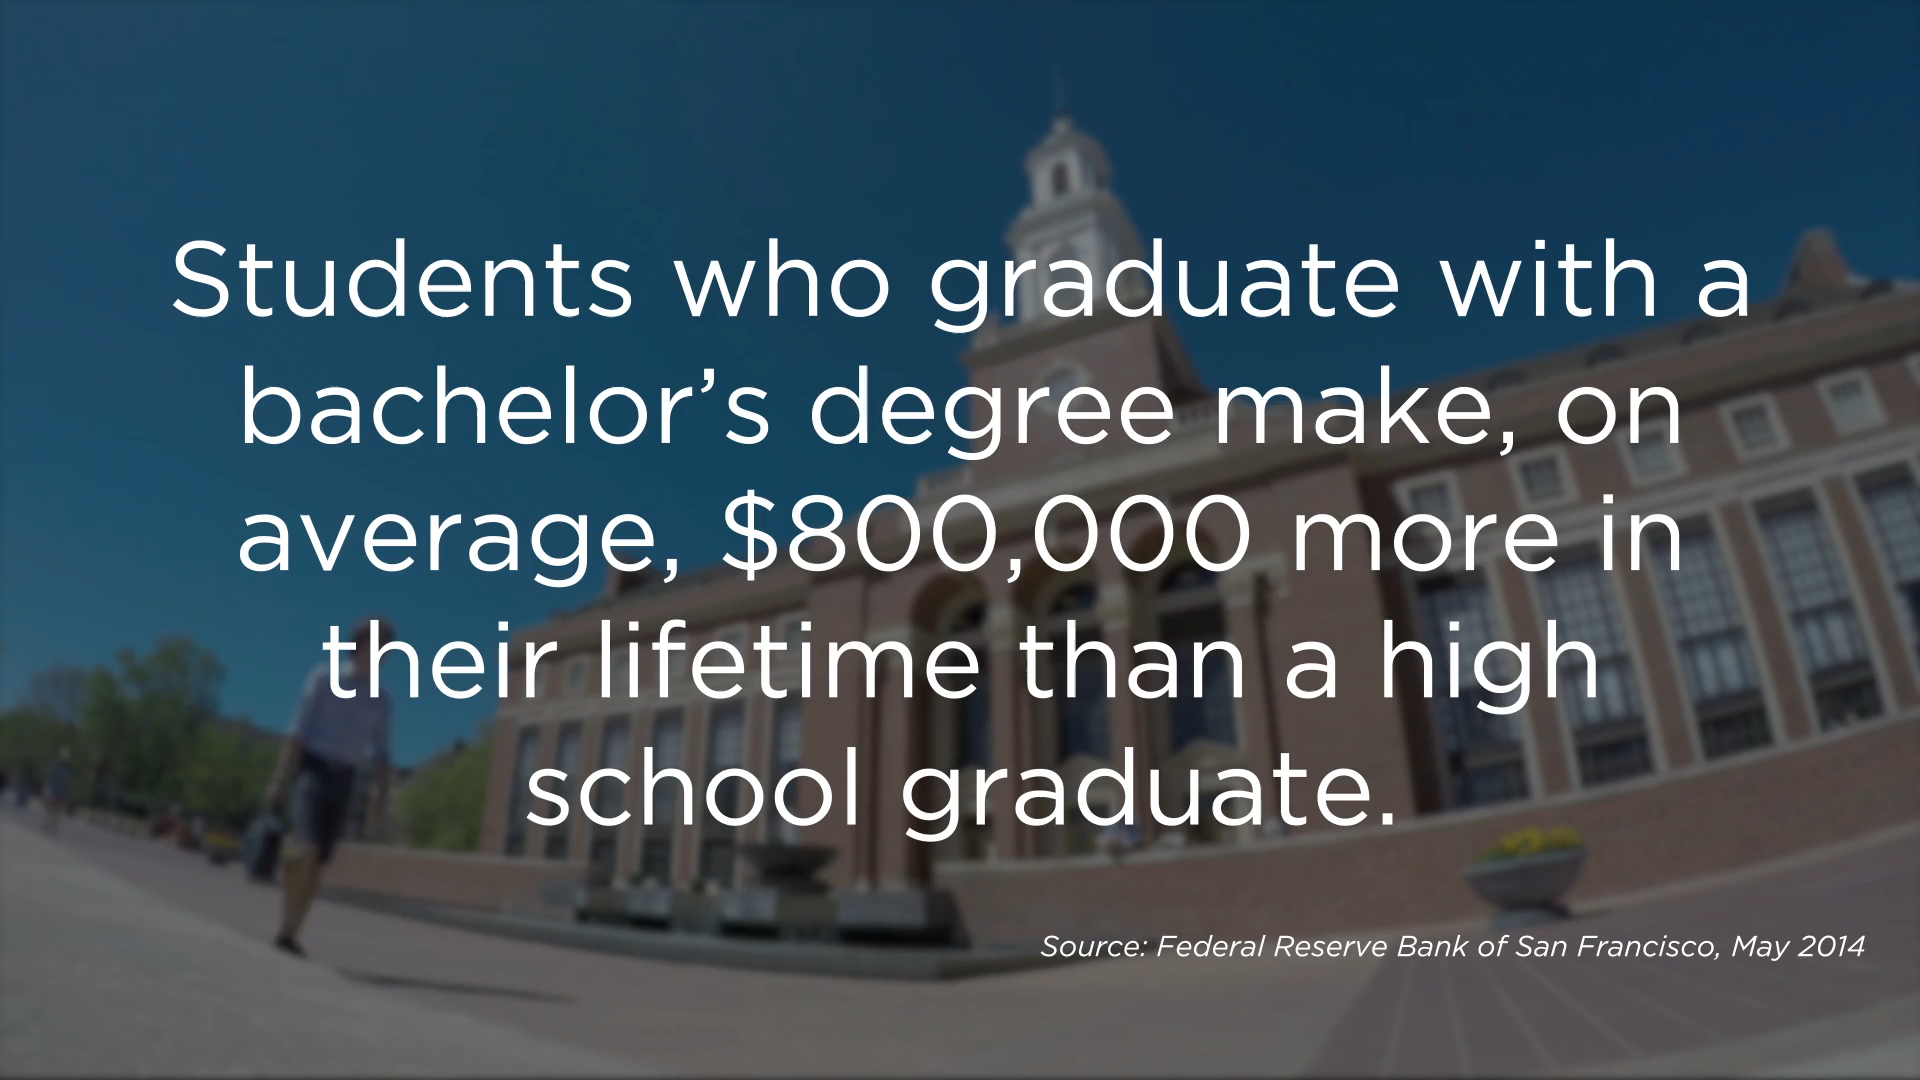 Students who graduate with a
bachelor’s degree make, on
average, $800,000 more in
their lifetime than a high
school graduate.
Source: Federal Reserve Bank of San Francisco, May 2014